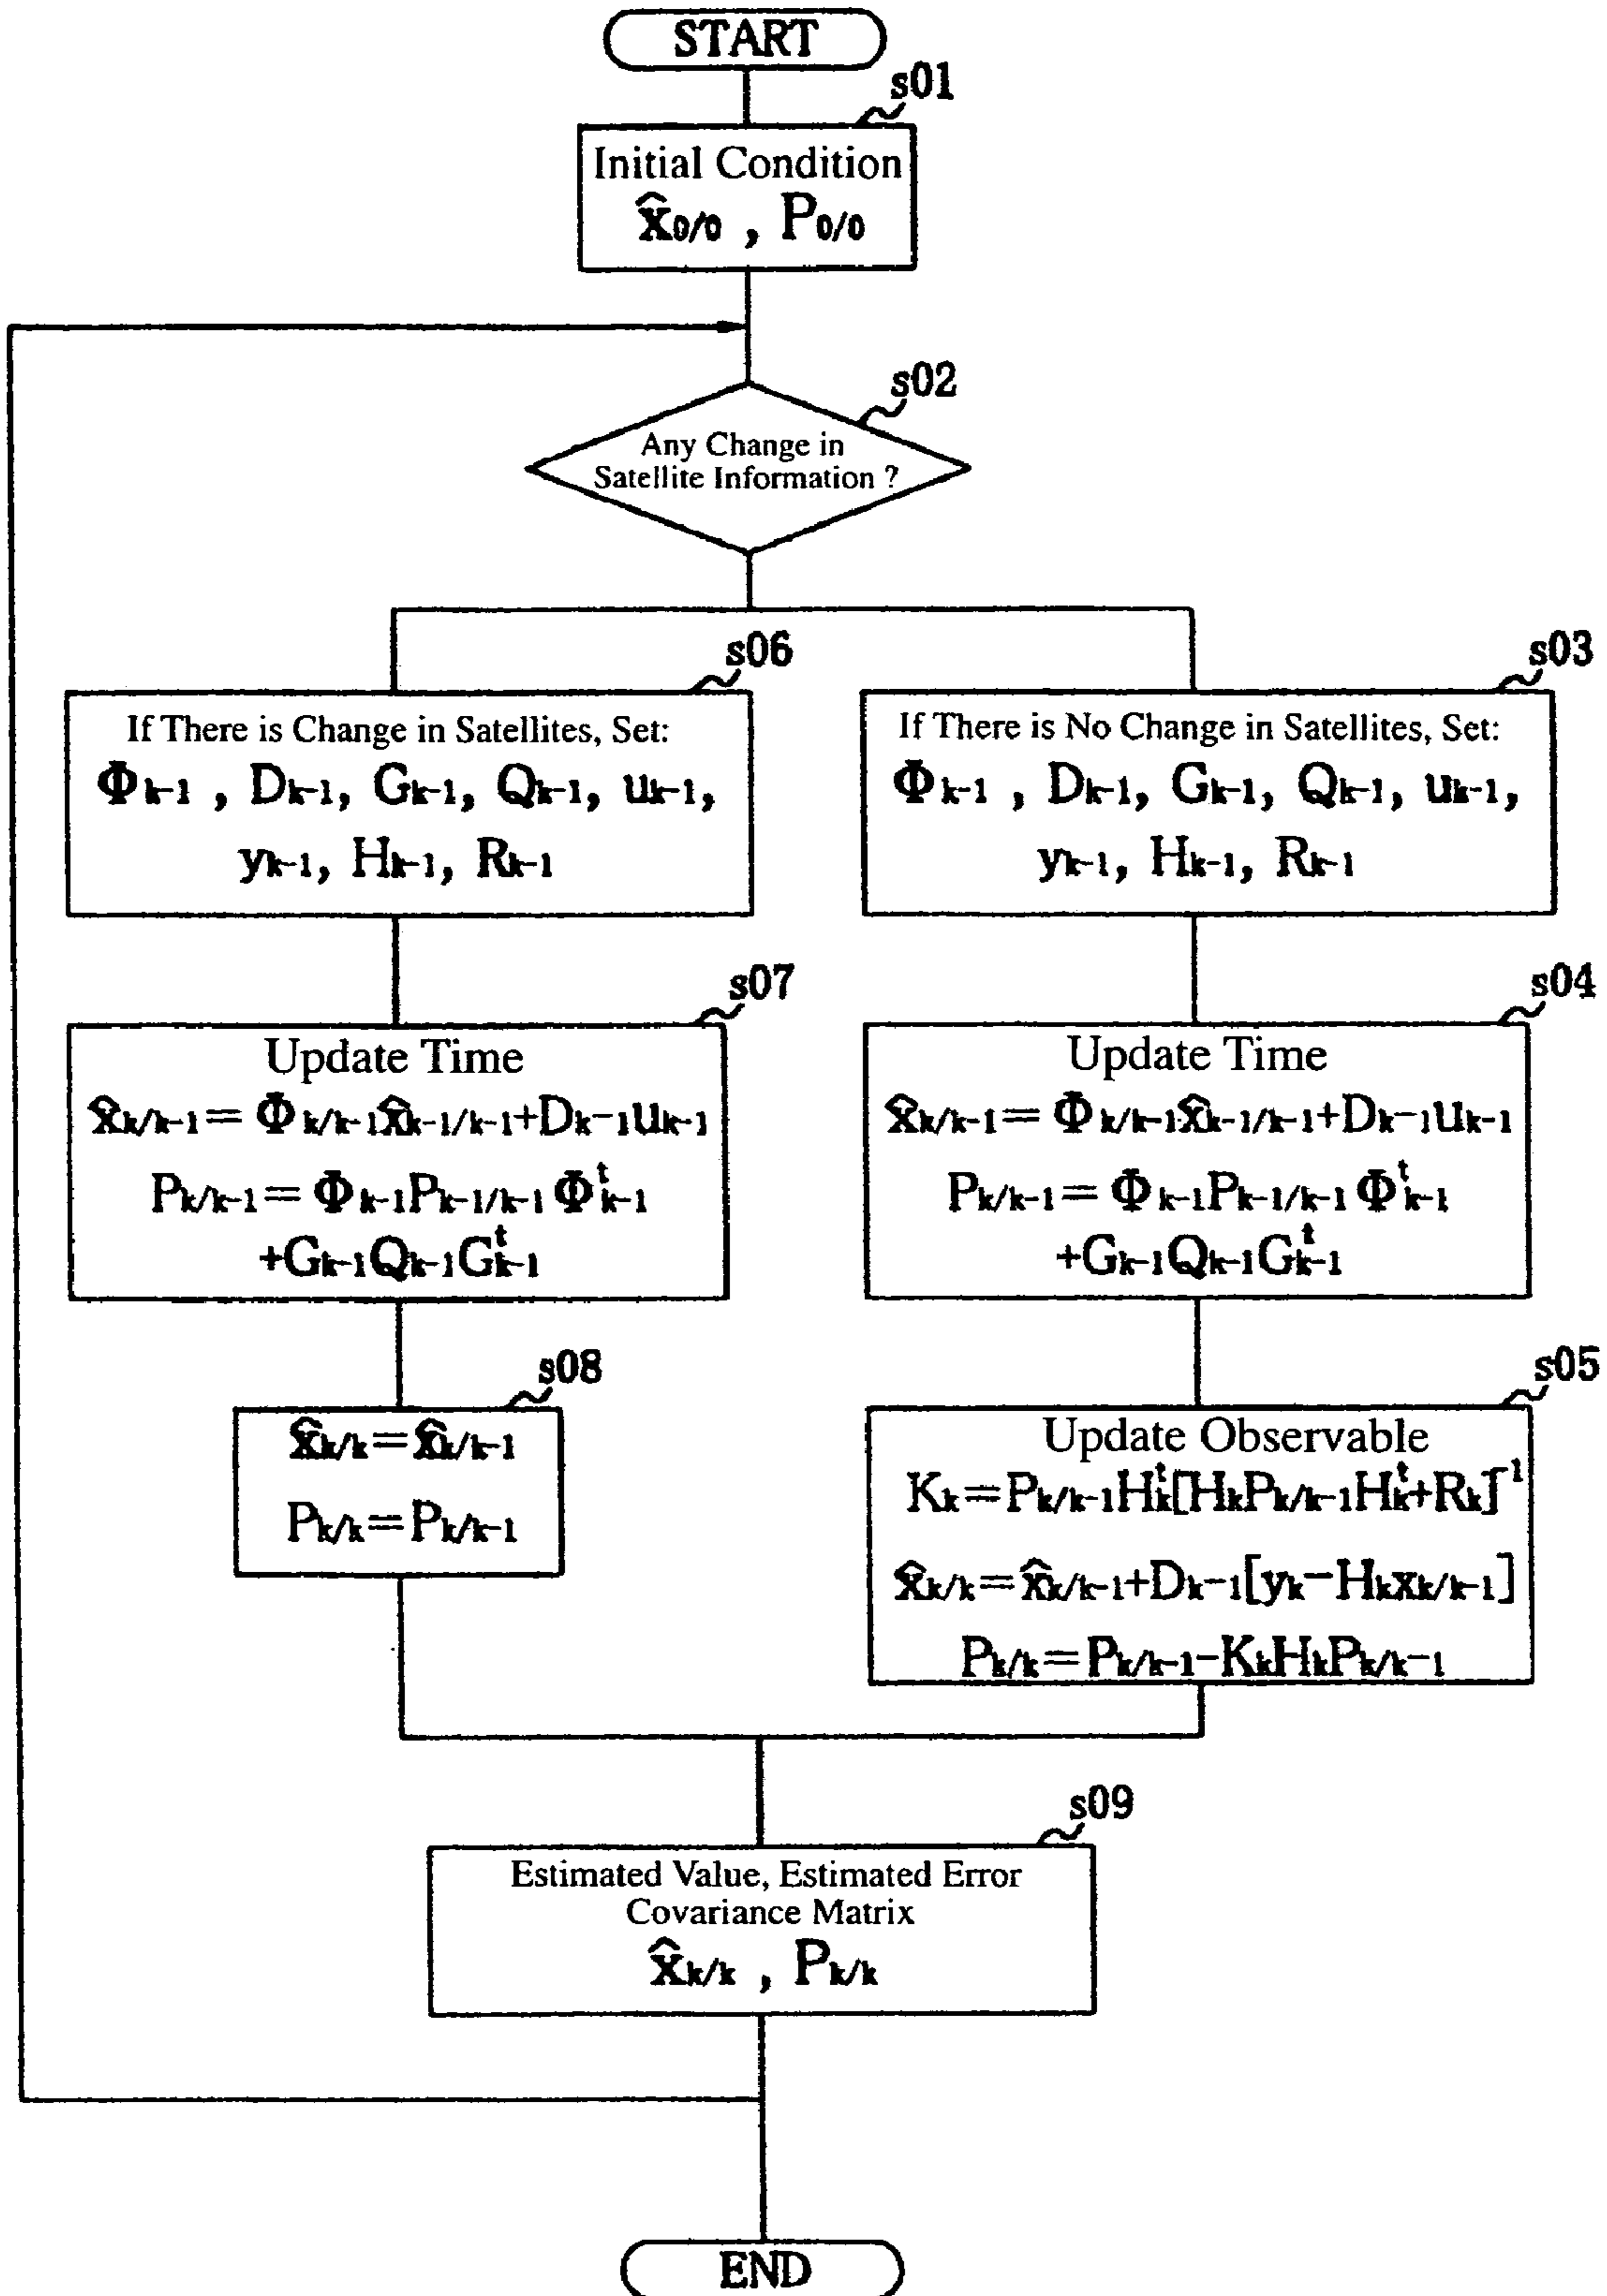 START
s01
Initial Condition
x̂0/0 , P0/0
s02
Any Change in
Satellite Information ?
s06
If There is Change in Satellites, Set:
Φk-1 , Dk-1, Gk-1, Qk-1, uk-1,
yk-1, Hk-1, Rk-1
s03
If There is No Change in Satellites, Set:
Φk-1 , Dk-1, Gk-1, Qk-1, uk-1,
yk-1, Hk-1, Rk-1
s07
Update Time
x̂k/k-1=Φk/k-1x̂k-1/k-1+Dk-1uk-1
Pk/k-1=Φk-1Pk-1/k-1Φᵗk-1
+Gk-1Qk-1Gᵗk-1
s04
Update Time
x̂k/k-1=Φk/k-1x̂k-1/k-1+Dk-1uk-1
Pk/k-1=Φk-1Pk-1/k-1Φᵗk-1
+Gk-1Qk-1Gᵗk-1
s08
x̂k/k=x̂k/k-1
Pk/k=Pk/k-1
s05
Update Observable
Kk=Pk/k-1Hᵗk[HkPk/k-1Hᵗk+Rk]⁻¹
x̂k/k=x̂k/k-1+Dk-1[yk-Hkxk/k-1]
Pk/k=Pk/k-1-KkHkPk/k-1
s09
Estimated Value, Estimated Error
Covariance Matrix
x̂k/k , Pk/k
END